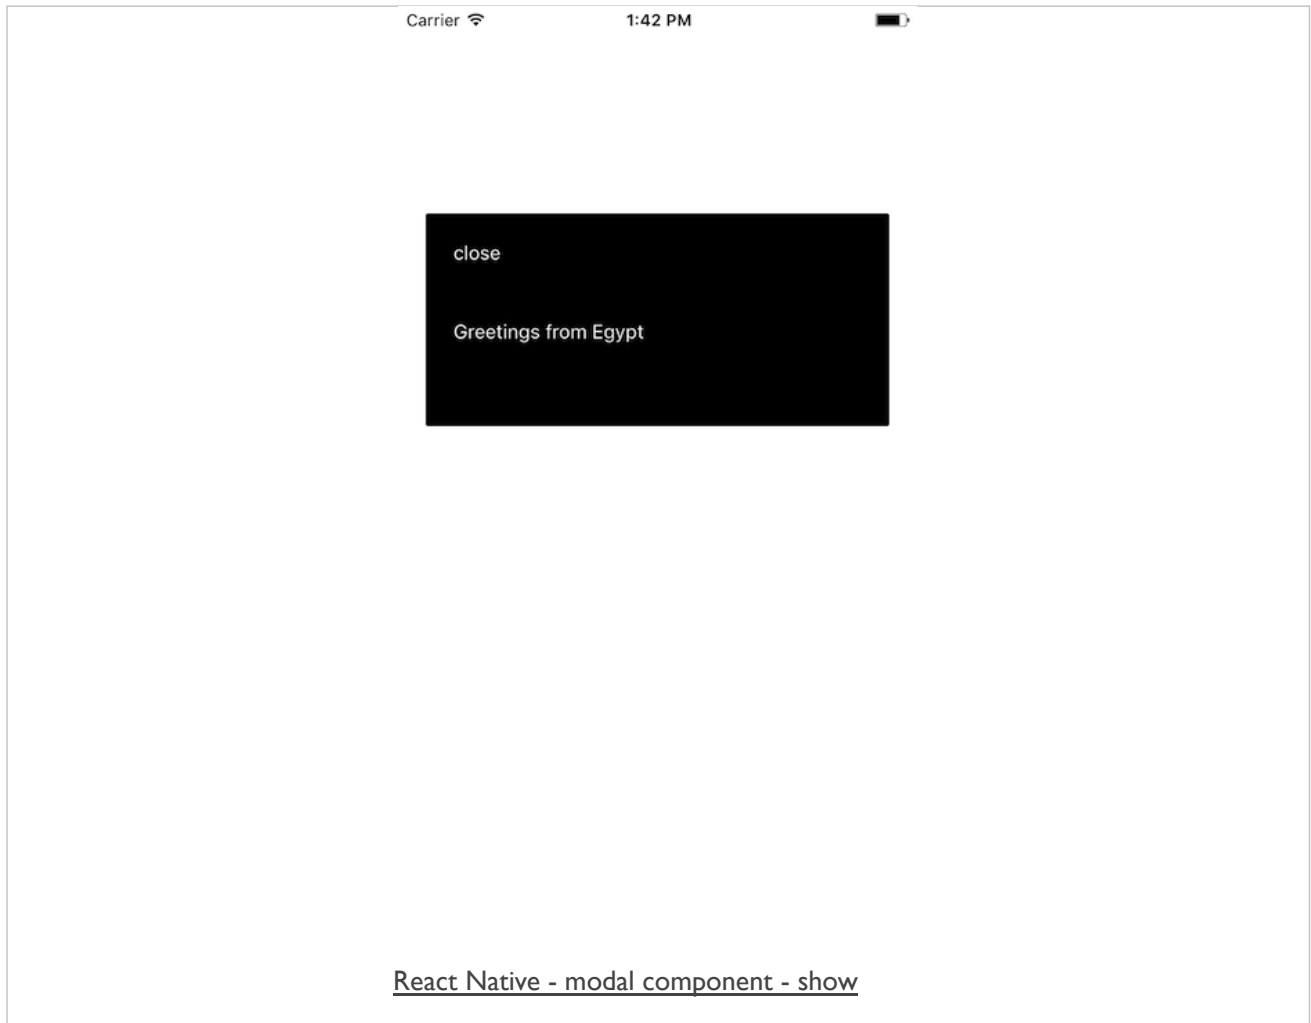 Carrier 1:42 PM
close
Greetings from Egypt
React Native - modal component - show